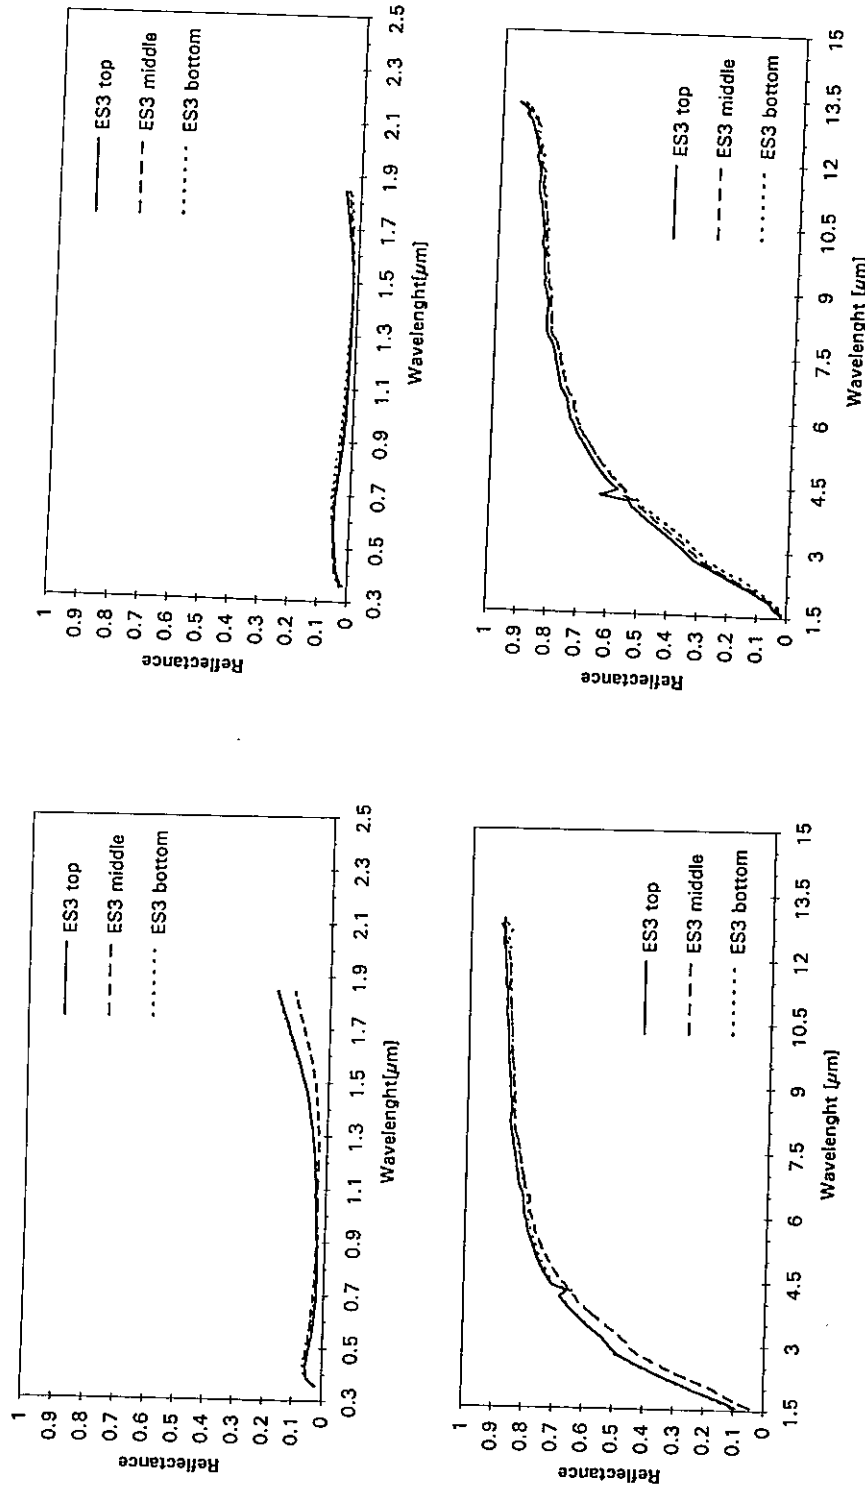 Reflectance
1
0.9
0.8
0.7
0.6
0.5
0.4
0.3
0.2
0.1
0
ES3 top
ES3 middle
ES3 bottom
0.3 0.5 0.7 0.9 1.1 1.3 1.5 1.7 1.9 2.1 2.3 2.5
Wavelenght[μm]
Reflectance
1
0.9
0.8
0.7
0.6
0.5
0.4
0.3
0.2
0.1
0
ES3 top
ES3 middle
ES3 bottom
0.3 0.5 0.7 0.9 1.1 1.3 1.5 1.7 1.9 2.1 2.3 2.5
Wavelenght[μm]
Reflectance
1
0.9
0.8
0.7
0.6
0.5
0.4
0.3
0.2
0.1
0
ES3 top
ES3 middle
ES3 bottom
1.5 3 4.5 6 7.5 9 10.5 12 13.5 15
Wavelenght [μm]
Reflectance
1
0.9
0.8
0.7
0.6
0.5
0.4
0.3
0.2
0.1
0
ES3 top
ES3 middle
ES3 bottom
1.5 3 4.5 6 7.5 9 10.5 12 13.5 15
Wavelenght [μm]